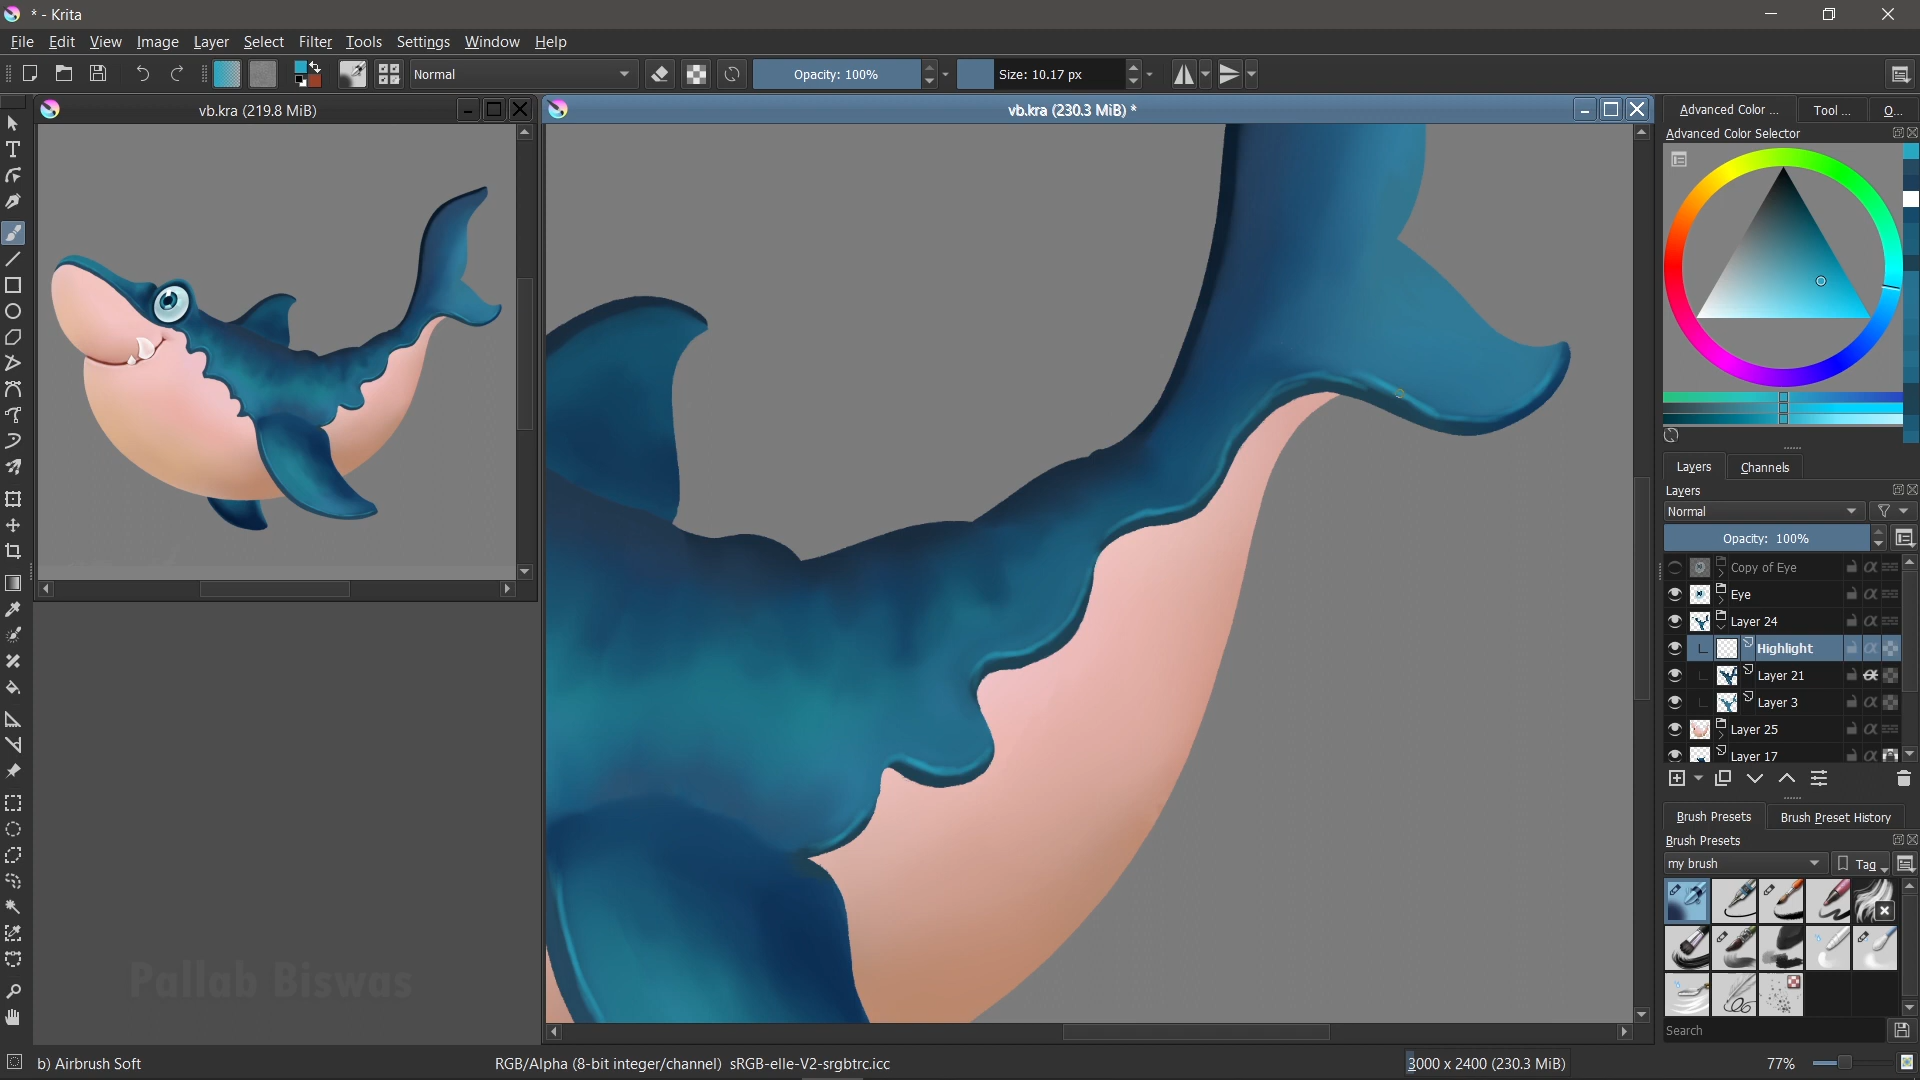 * - Krita
File Edit View Image Layer Select Filter Tools Settings Window Help
Normal Opacity: 100% Size: 10.17 px
vb.kra (219.8 MiB)
vb.kra (230.3 MiB) *
Advanced Color ... Tool ... O...
Advanced Color Selector
Layers Channels
Layers
Normal
Opacity: 100%
Copy of Eye
Eye
Layer 24
Highlight
Layer 21
Layer 3
Layer 25
Layer 17
Brush Presets Brush Preset History
Brush Presets
my brush Tag
Search
Pallab Biswas
b) Airbrush Soft RGB/Alpha (8-bit integer/channel) sRGB-elle-V2-srgbtrc.icc 3000 x 2400 (230.3 MiB) 77%